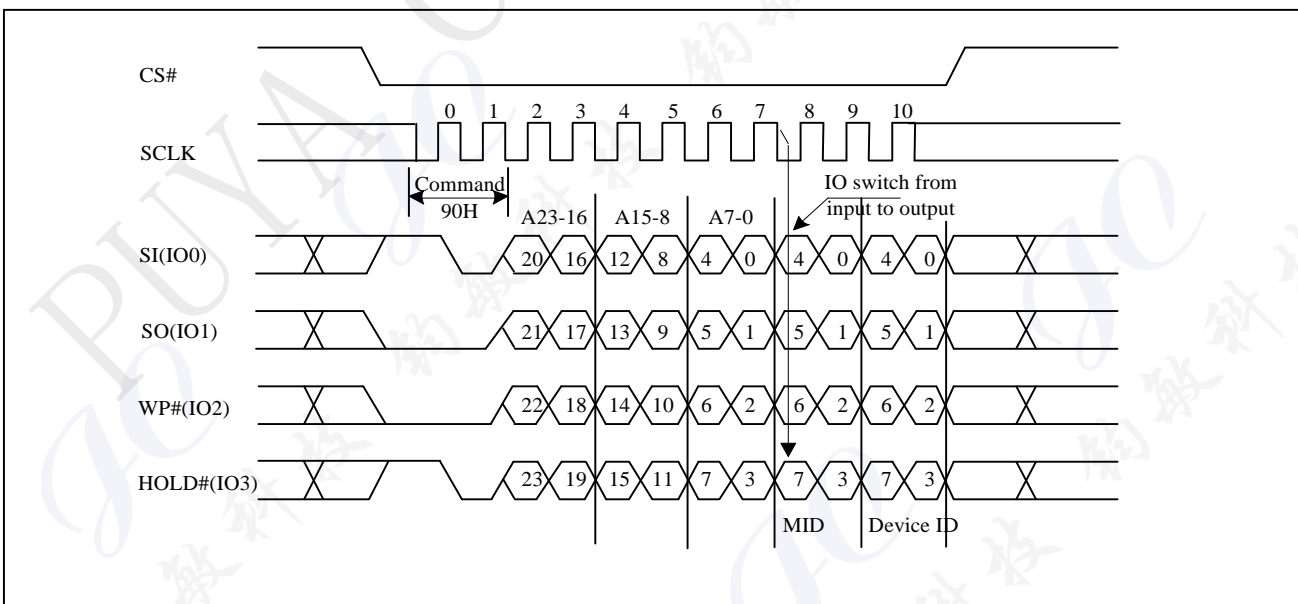 PUYA
CS#
0 1 2 3 4 5 6 7 8 9 10
SCLK
Command
90H
IO switch from
input to output
A23-16 A15-8 A7-0
SI(IO0) 20 16 12 8 4 0 4 0 4 0
SO(IO1) 21 17 13 9 5 1 5 1 5 1
WP#(IO2) 22 18 14 10 6 2 6 2 6 2
HOLD#(IO3) 23 19 15 11 7 3 7 3 7 3
MID Device ID